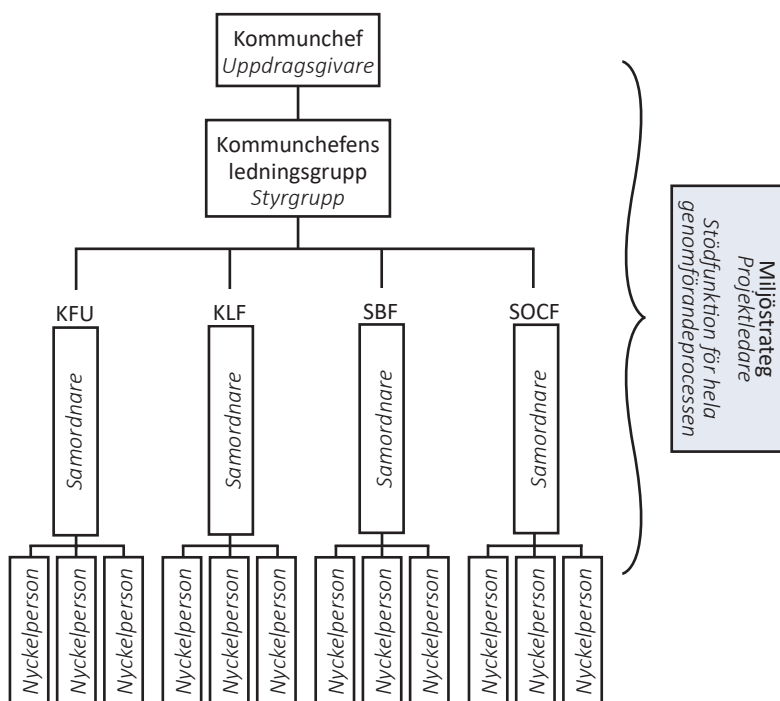 Kommunchef
Uppdragsgivare
Kommunchefens
ledningsgrupp
Styrgrupp
KFU
KLF
SBF
SOCF
Samordnare
Samordnare
Samordnare
Samordnare
Nyckelperson
Nyckelperson
Nyckelperson
Nyckelperson
Nyckelperson
Nyckelperson
Nyckelperson
Nyckelperson
Nyckelperson
Nyckelperson
Nyckelperson
Nyckelperson
Miljöstrateg
Projektledare
Stödfunktion för hela
genomförandeprocessen